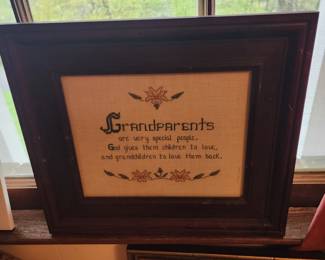 Grandparents
are very special people.
God gives them children to love,
and grandchildren to love them back.